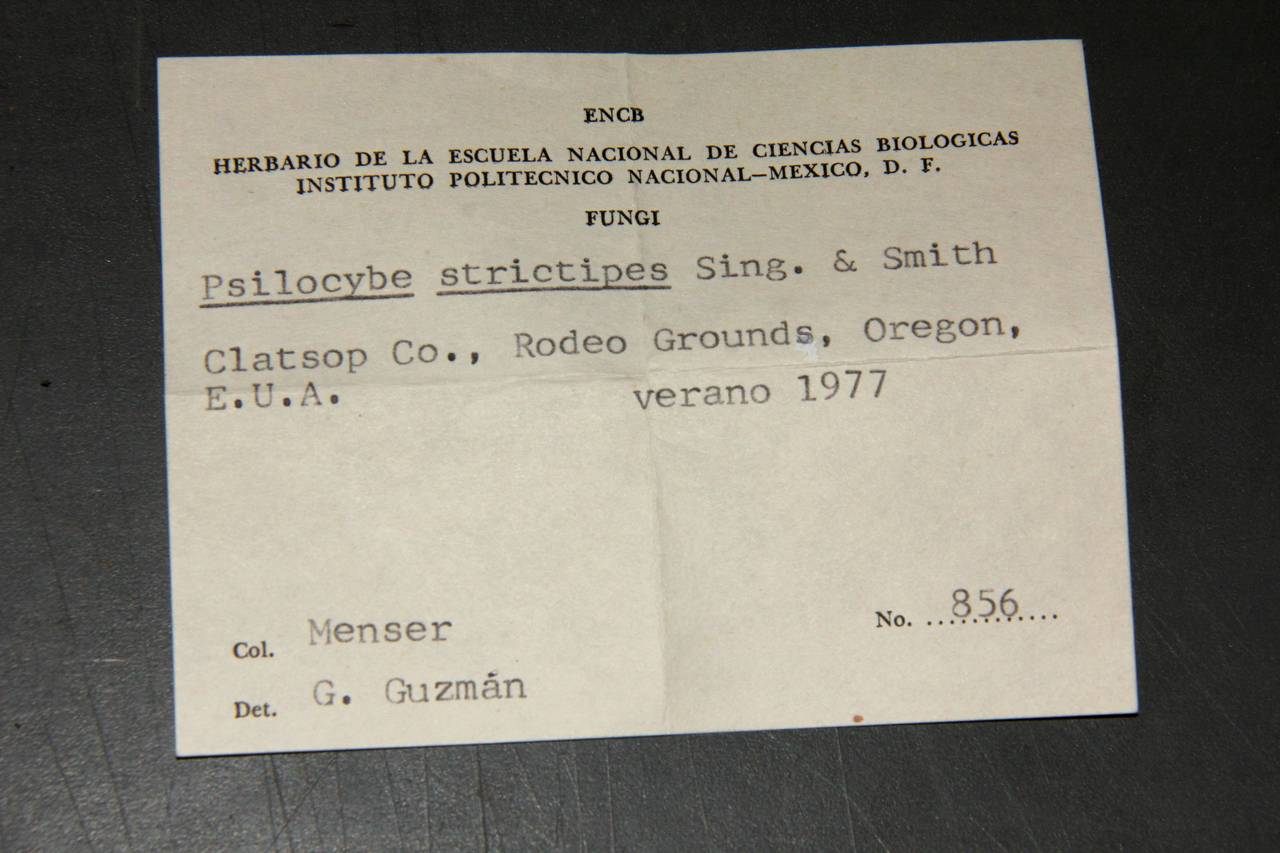 ENCB
HERBARIO DE LA ESCUELA NACIONAL DE CIENCIAS BIOLOGICAS
INSTITUTO POLITECNICO NACIONAL—MEXICO, D. F.
FUNGI
Psilocybe strictipes Sing. & Smith
Clatsop Co., Rodeo Grounds, Oregon,
E.U.A. verano 1977
No. ...856....
Col. Menser
Det. G. Guzmán